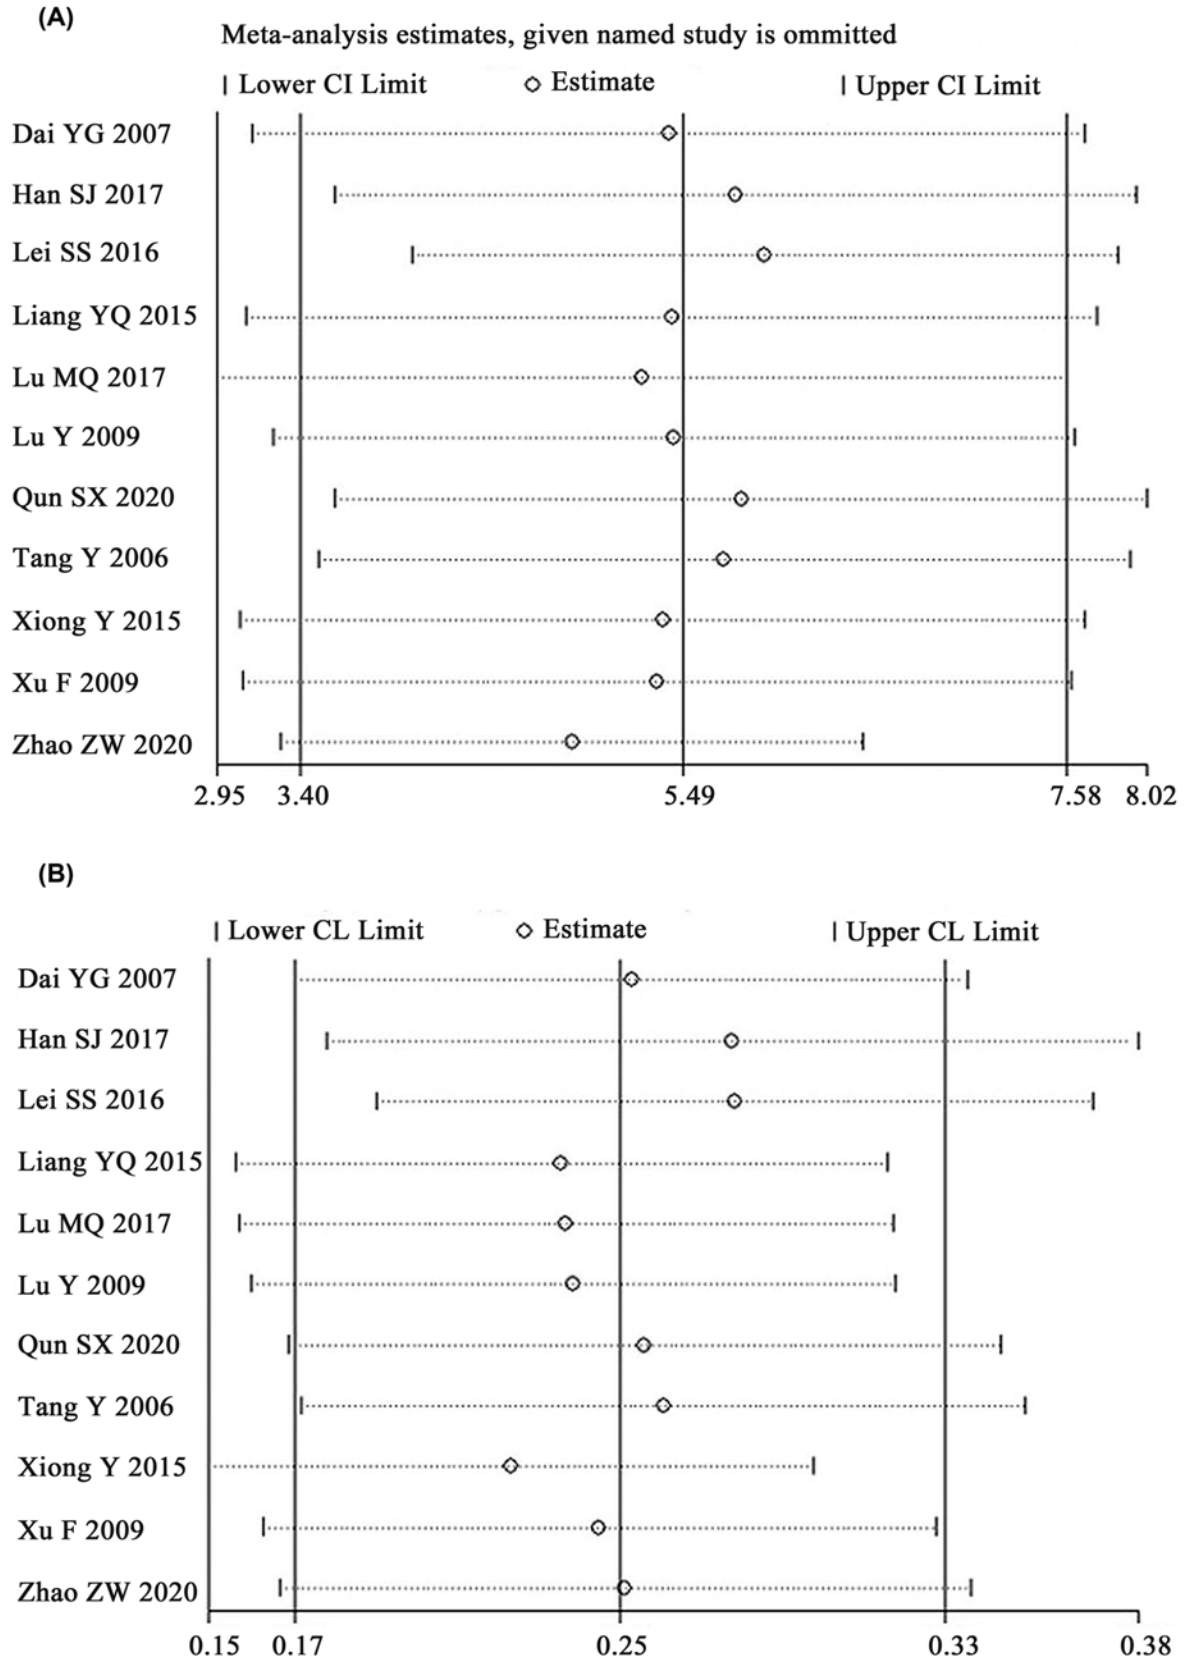 (A)
Meta-analysis estimates, given named study is ommitted
| Lower CI Limit Estimate | Upper CI Limit
Dai YG 2007
Han SJ 2017
Lei SS 2016
Liang YQ 2015
Lu MQ 2017
Lu Y 2009
Qun SX 2020
Tang Y 2006
Xiong Y 2015
Xu F 2009
Zhao ZW 2020
2.95 3.40 5.49 7.58 8.02
(B)
| Lower CL Limit Estimate | Upper CL Limit
Dai YG 2007
Han SJ 2017
Lei SS 2016
Liang YQ 2015
Lu MQ 2017
Lu Y 2009
Qun SX 2020
Tang Y 2006
Xiong Y 2015
Xu F 2009
Zhao ZW 2020
0.15 0.17 0.25 0.33 0.38